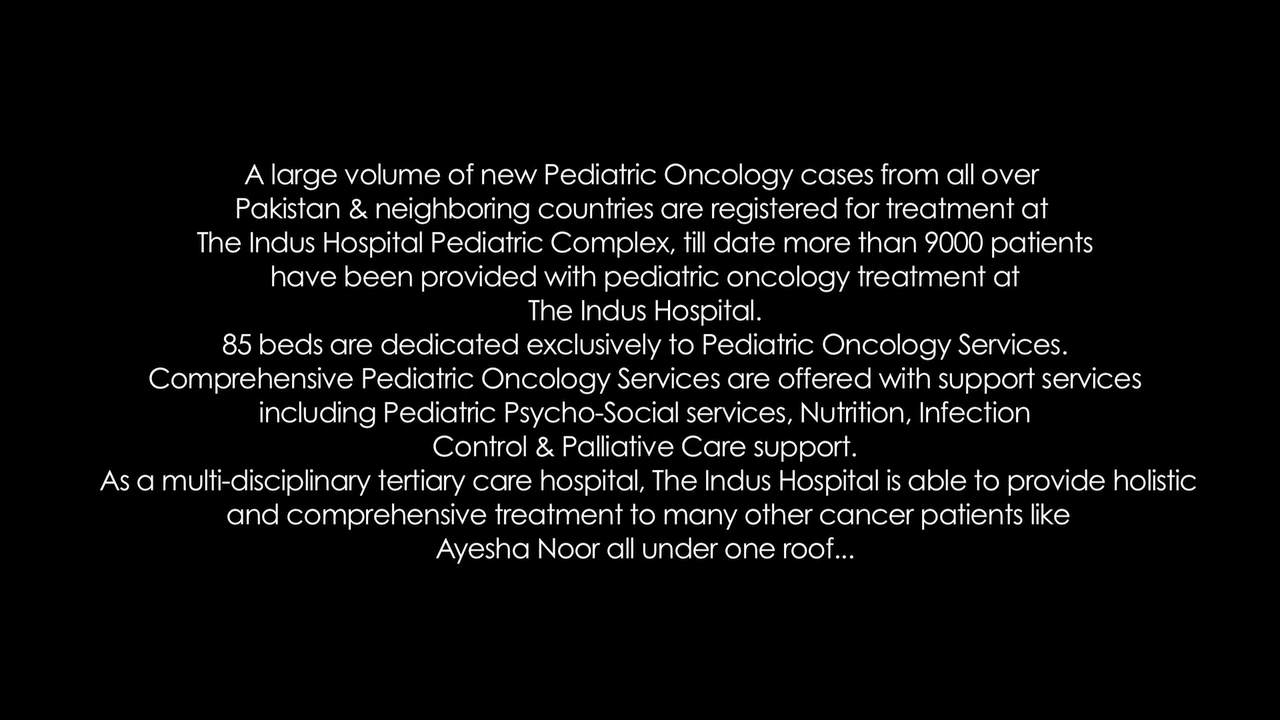 A large volume of new Pediatric Oncology cases from all over
Pakistan & neighboring countries are registered for treatment at
The Indus Hospital Pediatric Complex, till date more than 9000 patients
have been provided with pediatric oncology treatment at
The Indus Hospital.
85 beds are dedicated exclusively to Pediatric Oncology Services.
Comprehensive Pediatric Oncology Services are offered with support services
including Pediatric Psycho-Social services, Nutrition, Infection
Control & Palliative Care support.
As a multi-disciplinary tertiary care hospital, The Indus Hospital is able to provide holistic
and comprehensive treatment to many other cancer patients like
Ayesha Noor all under one roof...